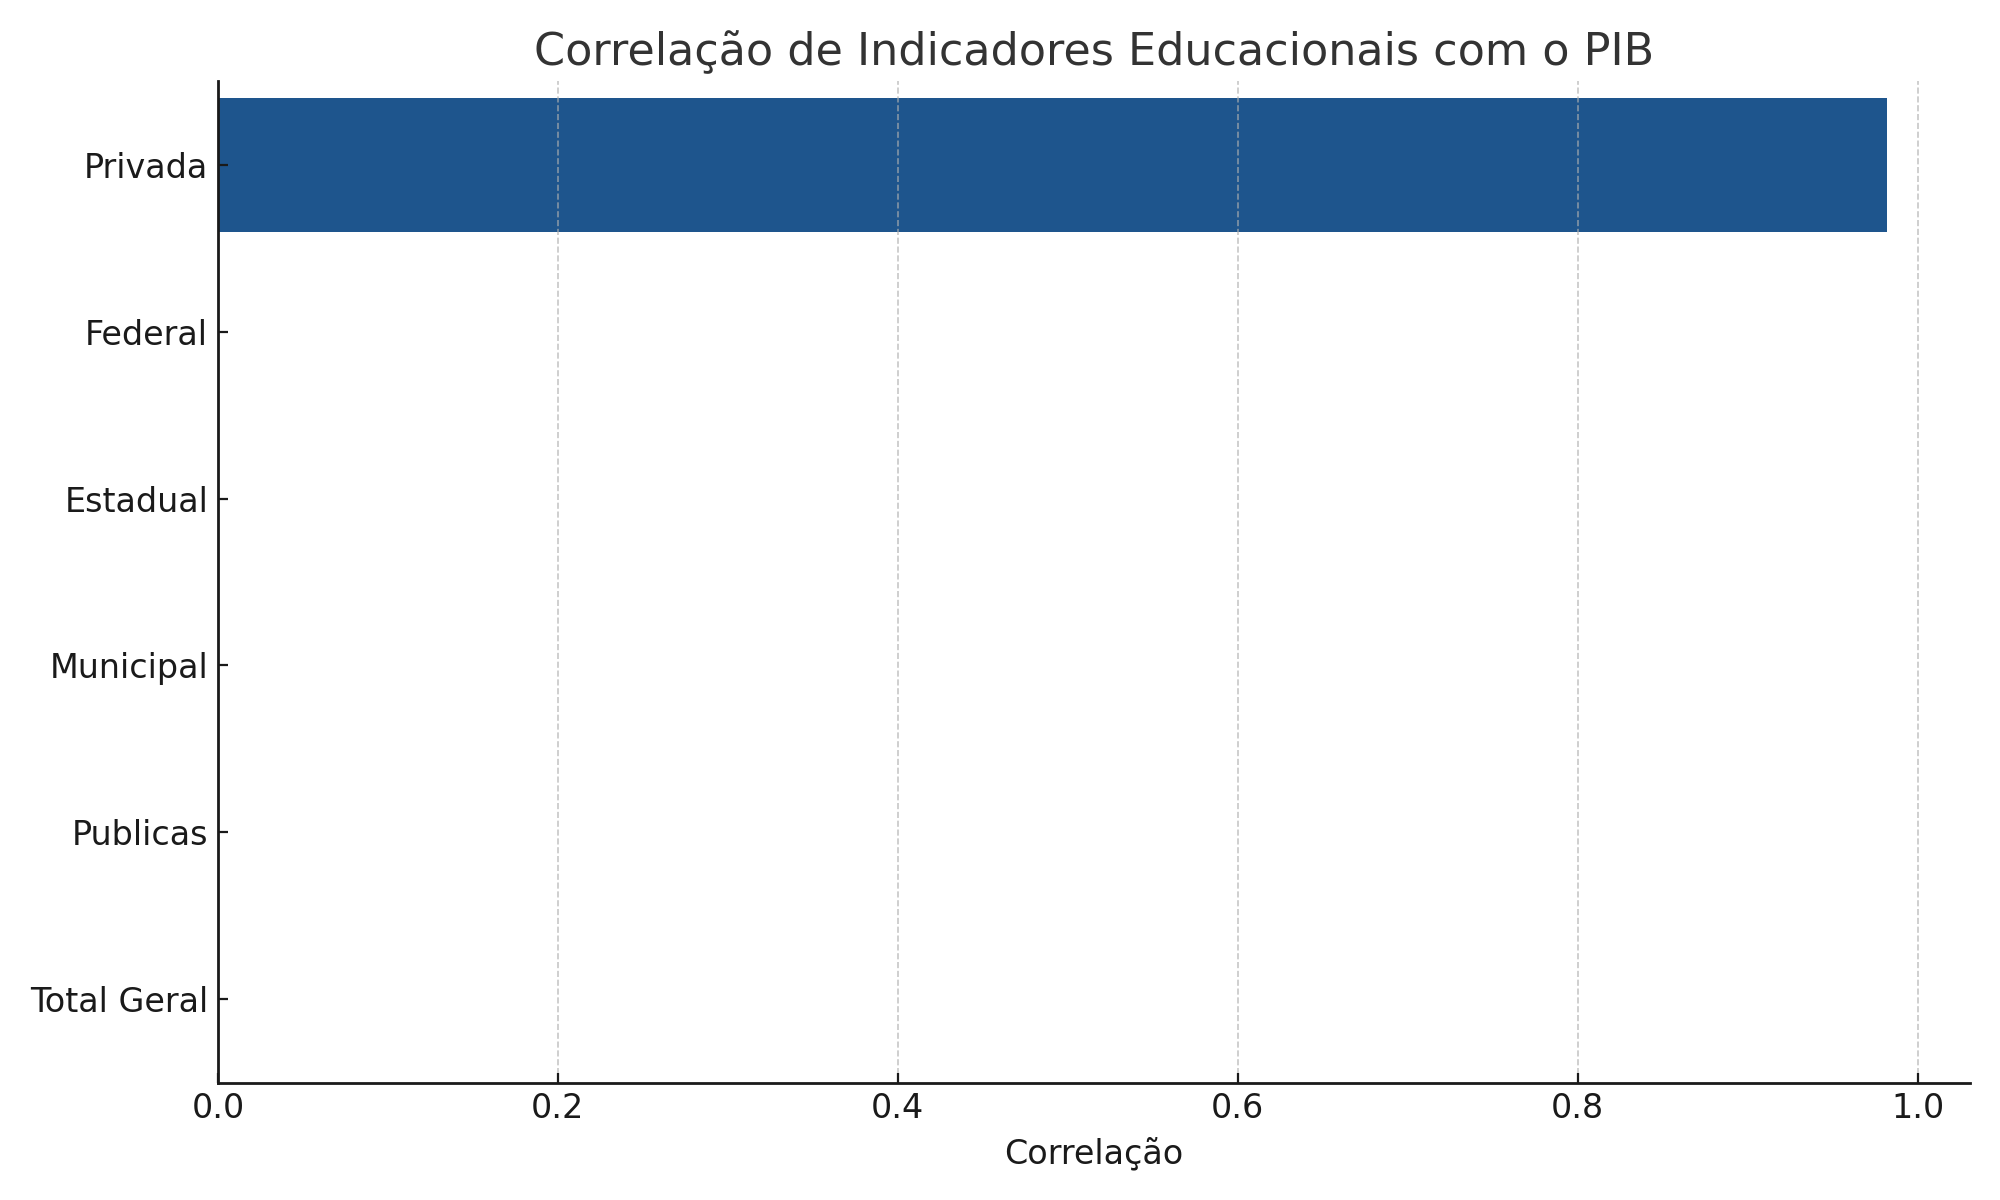 Correlação de Indicadores Educacionais com o PIB
Privada
Federal
Estadual
Municipal
Publicas
Total Geral
0.0 0.2 0.4 0.6 0.8 1.0
Correlação